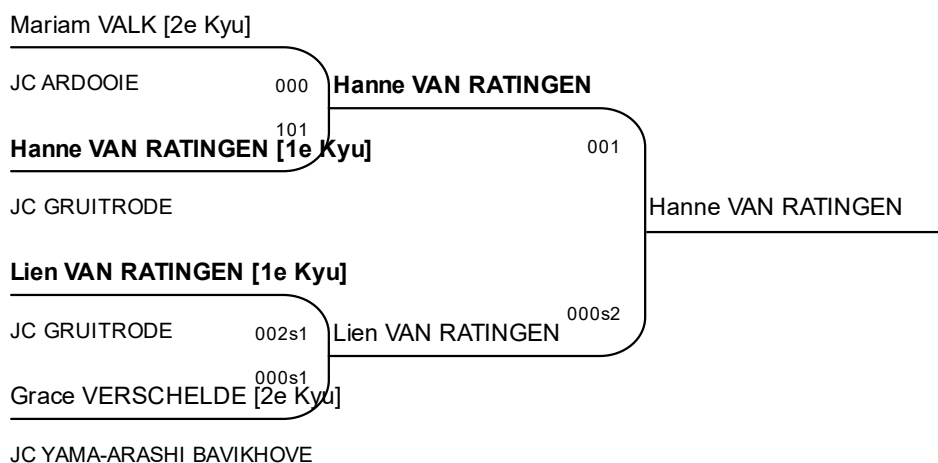 Mariam VALK [2e Kyu]
JC ARDOOIE
000
Hanne VAN RATINGEN
101
Hanne VAN RATINGEN [1e Kyu]
001
JC GRUITRODE
Hanne VAN RATINGEN
Lien VAN RATINGEN [1e Kyu]
000s2
JC GRUITRODE
002s1
Lien VAN RATINGEN
000s1
Grace VERSCHELDE [2e Kyu]
JC YAMA-ARASHI BAVIKHOVE